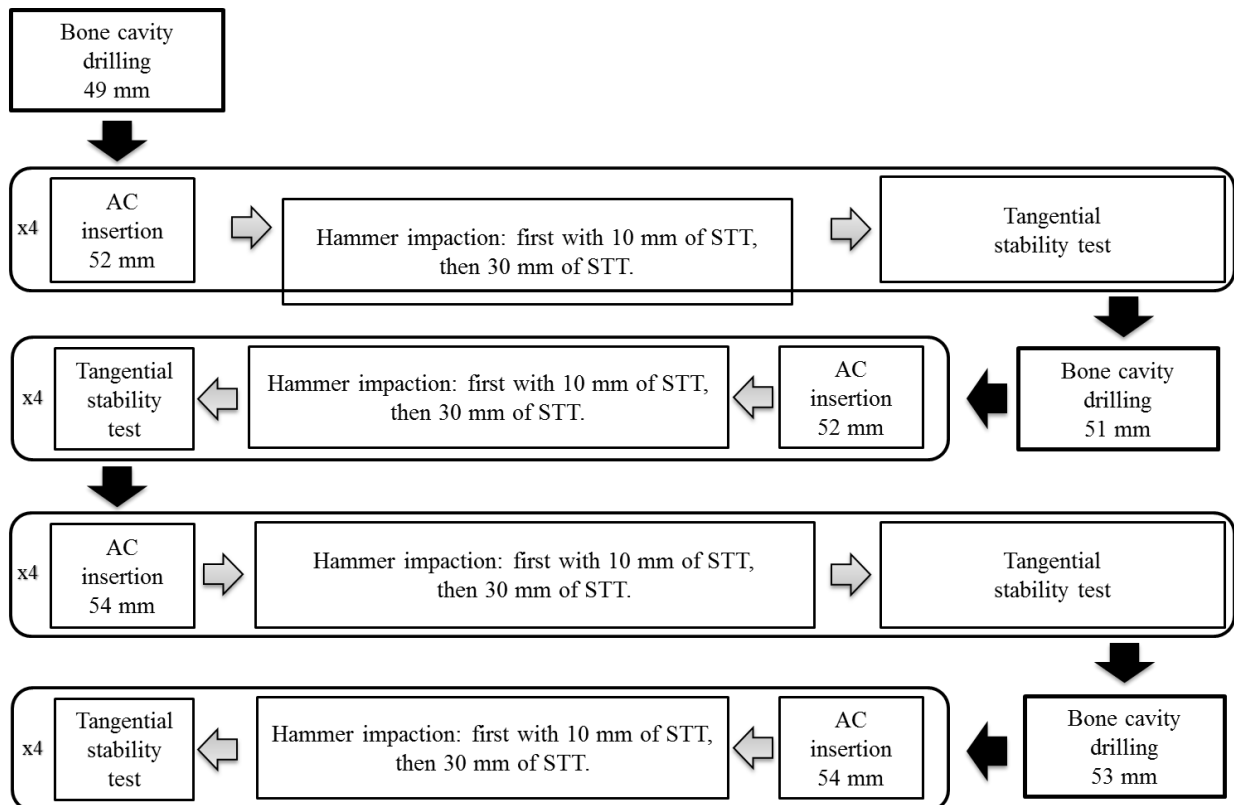 Bone cavity
drilling
49 mm
x4
AC
insertion
52 mm
Hammer impaction: first with 10 mm of STT,
then 30 mm of STT.
Tangential
stability test
Bone cavity
drilling
51 mm
AC
insertion
52 mm
Hammer impaction: first with 10 mm of STT,
then 30 mm of STT.
Tangential
stability
test
x4
x4
AC
insertion
54 mm
Hammer impaction: first with 10 mm of STT,
then 30 mm of STT.
Tangential
stability test
Bone cavity
drilling
53 mm
AC
insertion
54 mm
Hammer impaction: first with 10 mm of STT,
then 30 mm of STT.
Tangential
stability
test
x4